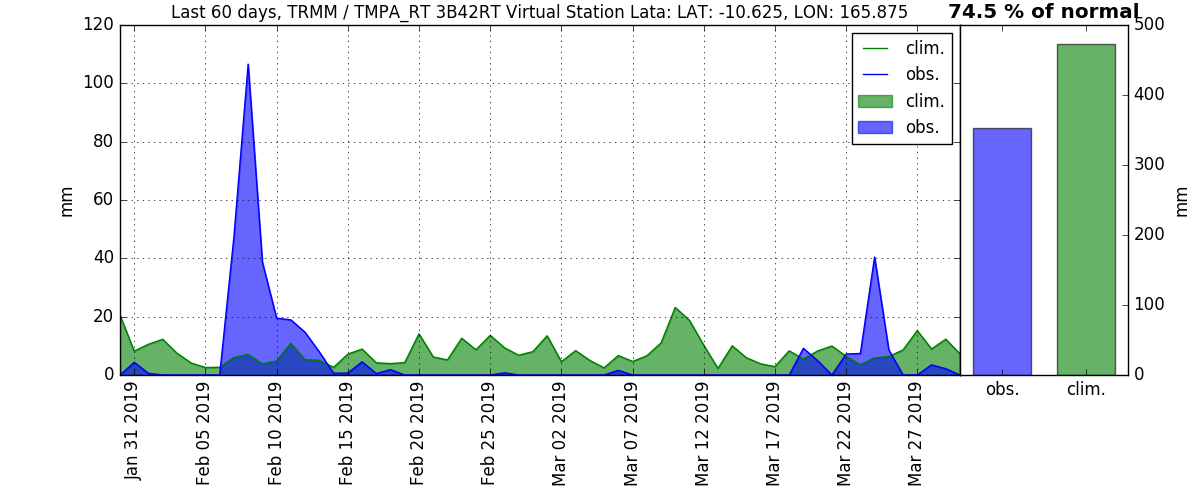 Last 60 days, TRMM / TMPA_RT 3B42RT Virtual Station Lata: LAT: -10.625, LON: 165.875
74.5 % of normal
120
100
80
60
40
20
0
mm
clim.
obs.
clim.
obs.
Jan 31 2019
Feb 05 2019
Feb 10 2019
Feb 15 2019
Feb 20 2019
Feb 25 2019
Mar 02 2019
Mar 07 2019
Mar 12 2019
Mar 17 2019
Mar 22 2019
Mar 27 2019
500
400
300
200
100
0
mm
obs.
clim.